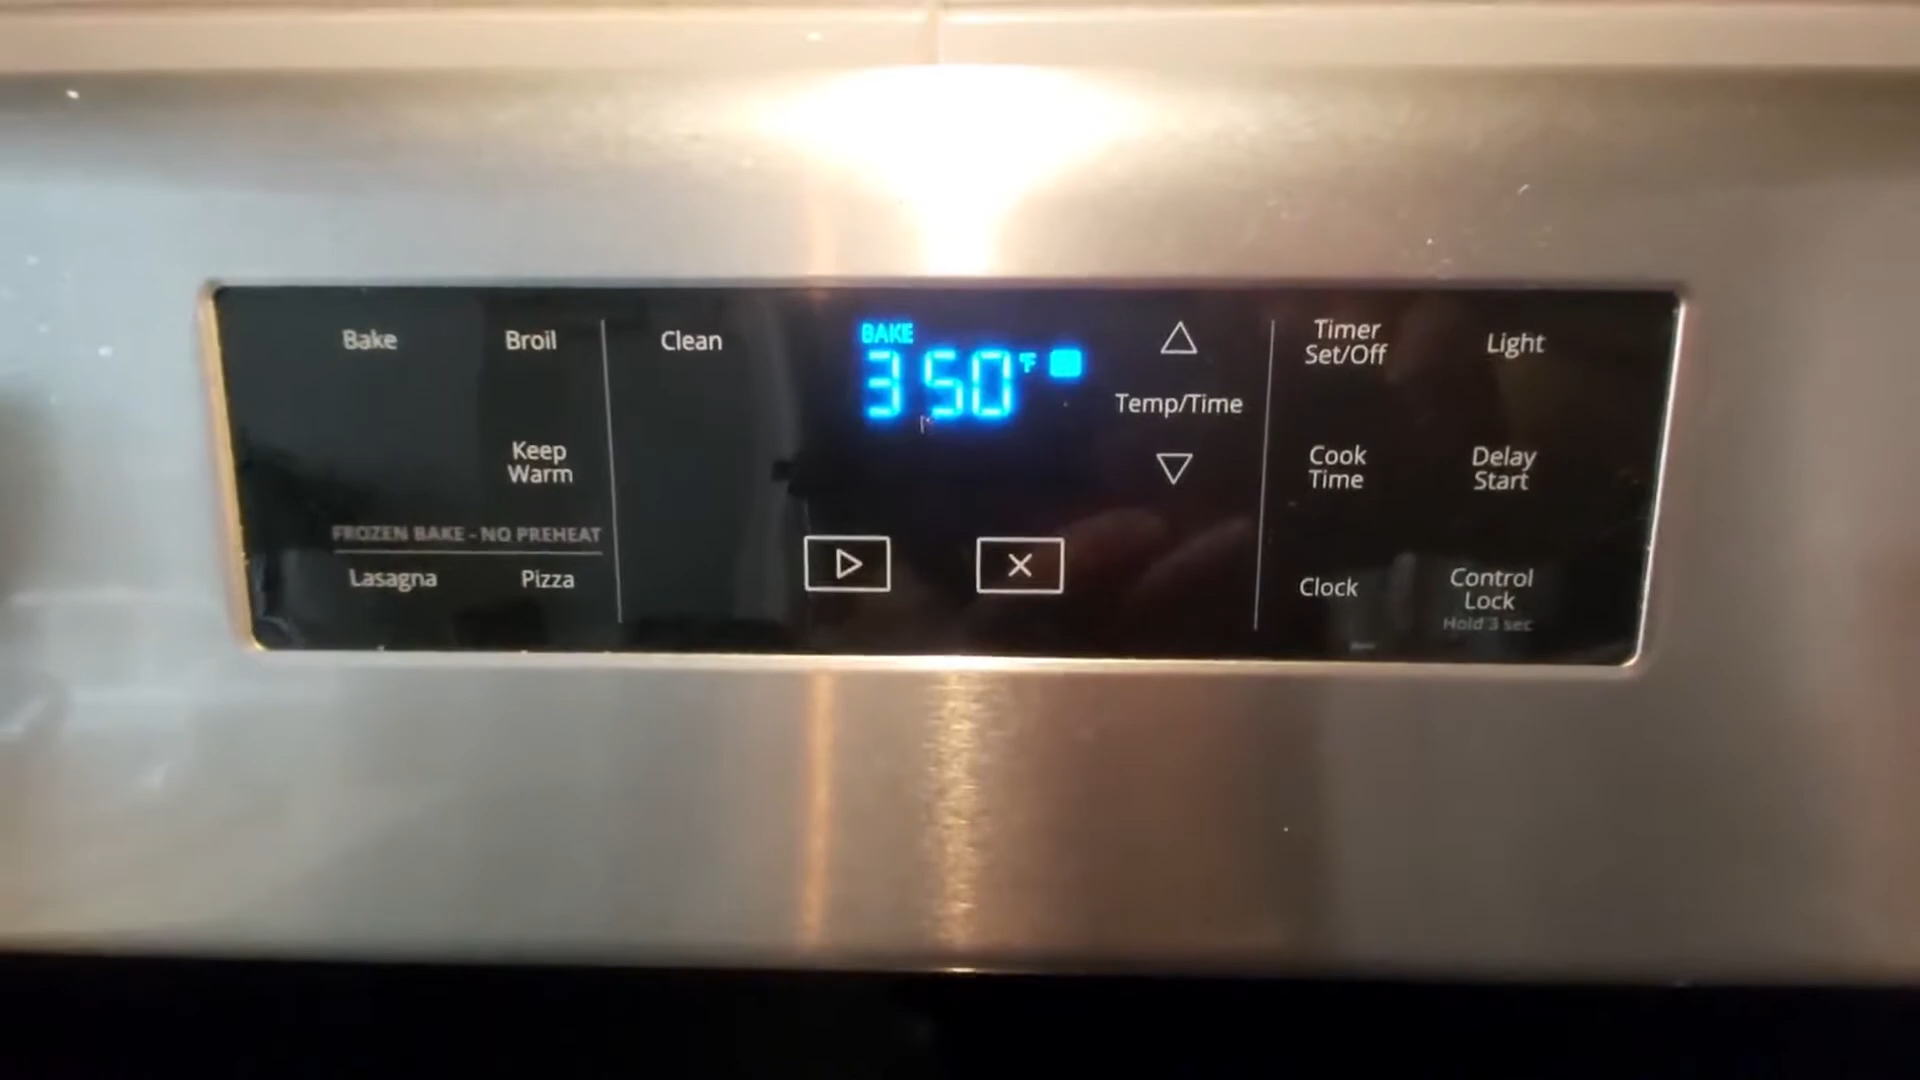 Bake
Broil
Keep
Warm
FROZEN BAKE - NO PREHEAT
Lasagna
Pizza
Clean
BAKE
350°F
Temp/Time
Timer
Set/Off
Light
Cook
Time
Delay
Start
Clock
Control
Lock
Hold 3 sec